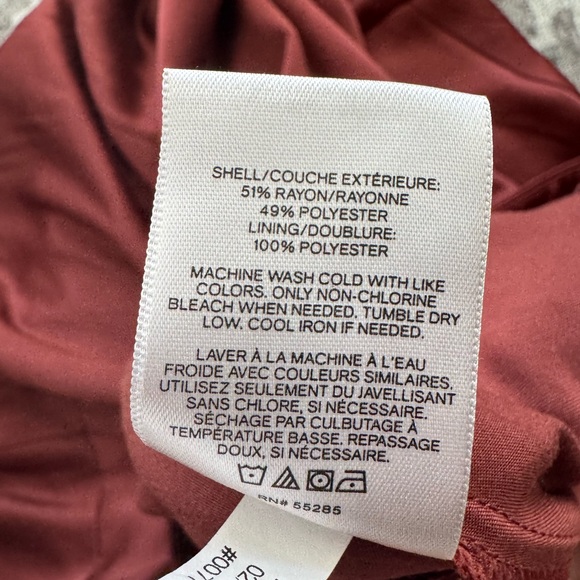 SHELL/COUCHE EXTÉRIEURE:
51% RAYON/RAYONNE
49% POLYESTER
LINING/DOUBLURE:
100% POLYESTER
MACHINE WASH COLD WITH LIKE
COLORS. ONLY NON-CHLORINE
BLEACH WHEN NEEDED. TUMBLE DRY
LOW. COOL IRON IF NEEDED.
LAVER À LA MACHINE À L'EAU
FROIDE AVEC COULEURS SIMILAIRES.
UTILISEZ SEULEMENT DU JAVELLISANT
SANS CHLORE, SI NÉCESSAIRE.
SÉCHAGE PAR CULBUTAGE À
TEMPÉRATURE BASSE. REPASSAGE
DOUX, SI NÉCESSAIRE.
RN# 55285